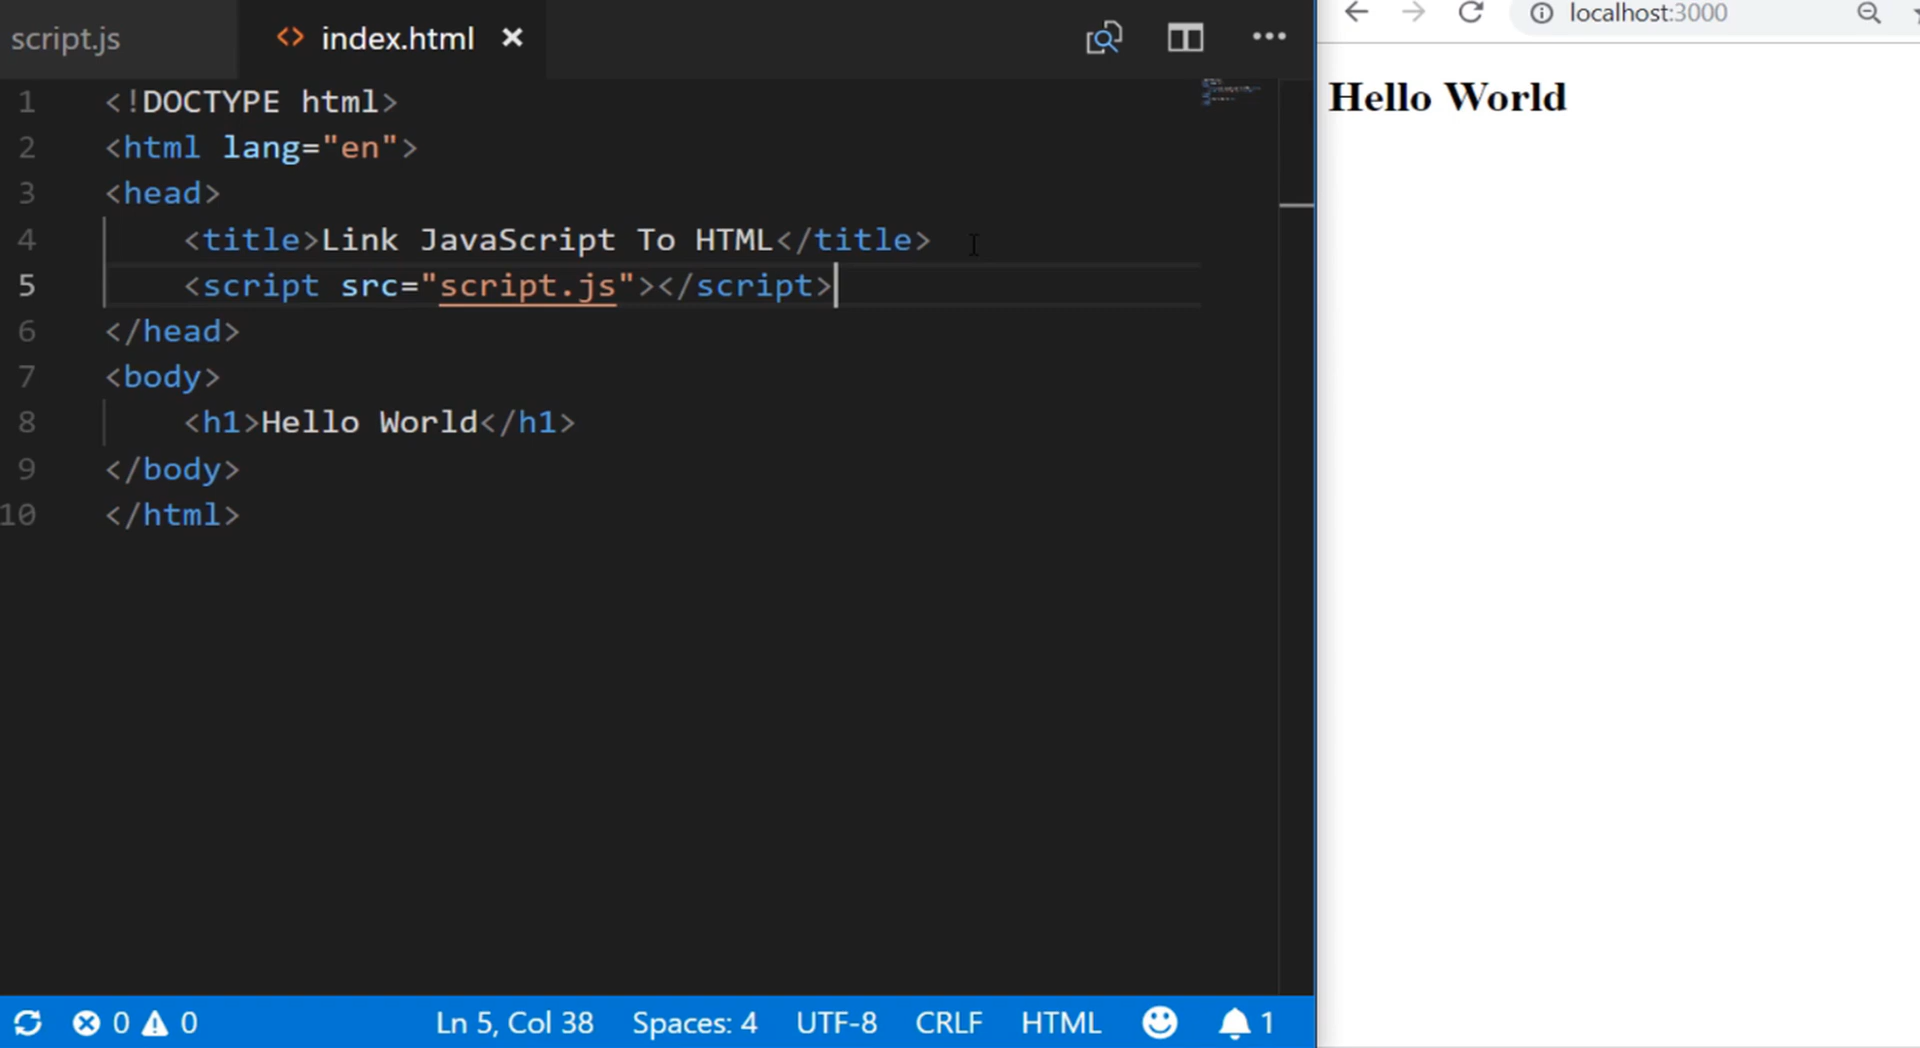 script.js
index.html
localhost:3000
1 <!DOCTYPE html>
2 <html lang="en">
3 <head>
4 <title>Link JavaScript To HTML</title>
5 <script src="script.js"></script>
6 </head>
7 <body>
8 <h1>Hello World</h1>
9 </body>
10 </html>
Hello World
0 0 Ln 5, Col 38 Spaces: 4 UTF-8 CRLF HTML 1